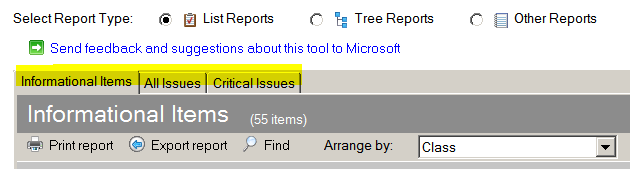 Select Report Type: List Reports Tree Reports Other Reports
Send feedback and suggestions about this tool to Microsoft
Informational Items All Issues Critical Issues
Informational Items (55 items)
Print report Export report Find Arrange by: Class